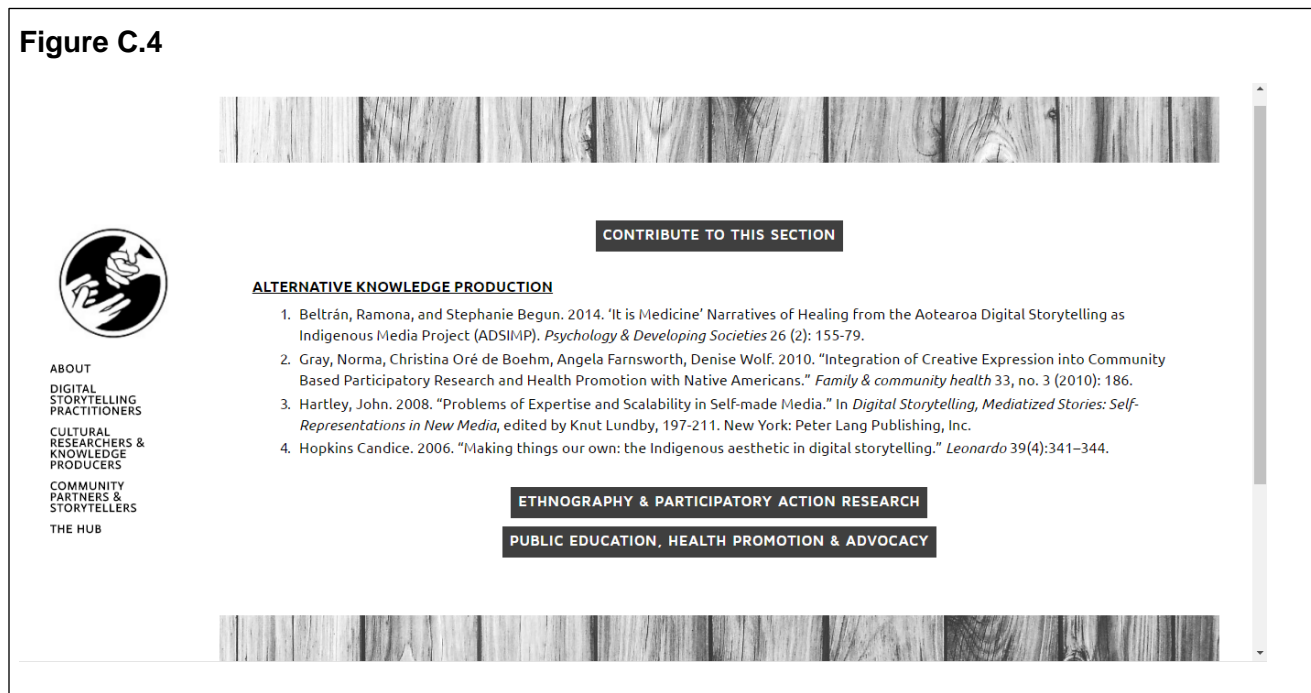 Figure C.4
CONTRIBUTE TO THIS SECTION
ABOUT
DIGITAL
STORYTELLING
PRACTITIONERS
CULTURAL
RESEARCHERS &
KNOWLEDGE
PRODUCERS
COMMUNITY
PARTNERS &
STORYTELLERS
THE HUB
ALTERNATIVE KNOWLEDGE PRODUCTION
1. Beltrán, Ramona, and Stephanie Begun. 2014. ‘It is Medicine’ Narratives of Healing from the Aotearoa Digital Storytelling as
Indigenous Media Project (ADSIMP). Psychology & Developing Societies 26 (2): 155-79.
2. Gray, Norma, Christina Oré de Boehm, Angela Farnsworth, Denise Wolf. 2010. “Integration of Creative Expression into Community
Based Participatory Research and Health Promotion with Native Americans.” Family & community health 33, no. 3 (2010): 186.
3. Hartley, John. 2008. “Problems of Expertise and Scalability in Self-made Media.” In Digital Storytelling, Mediatized Stories: Self-
Representations in New Media, edited by Knut Lundby, 197-211. New York: Peter Lang Publishing, Inc.
4. Hopkins Candice. 2006. “Making things our own: the Indigenous aesthetic in digital storytelling.” Leonardo 39(4):341–344.
ETHNOGRAPHY & PARTICIPATORY ACTION RESEARCH
PUBLIC EDUCATION, HEALTH PROMOTION & ADVOCACY